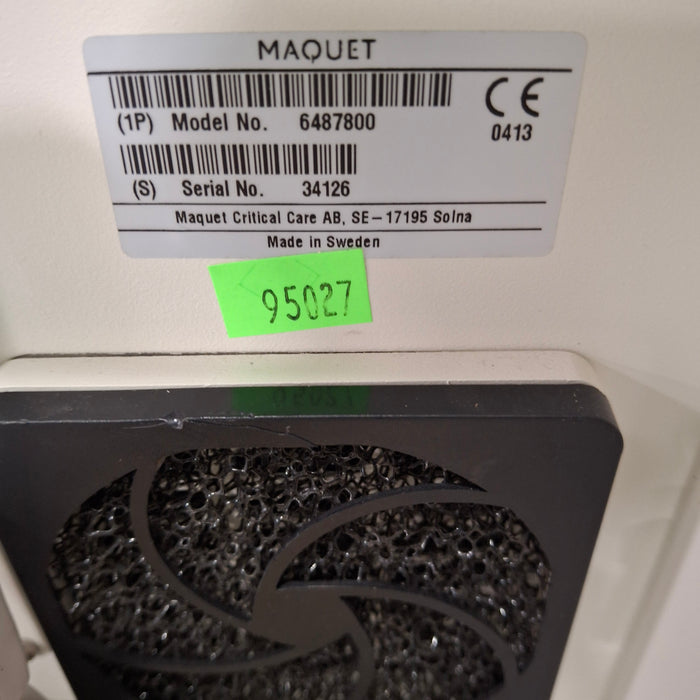 MAQUET
(1P) Model No. 6487800
CE
0413
(S) Serial No. 34126
Maquet Critical Care AB, SE-17195 Solna
Made in Sweden
95027